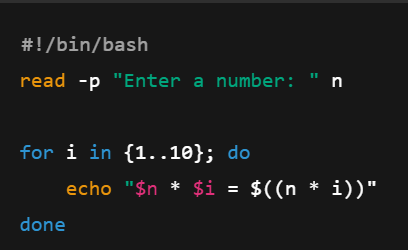 #!/bin/bash
read -p "Enter a number: " n
for i in {1..10}; do
    echo "$n * $i = $((n * i))"
done